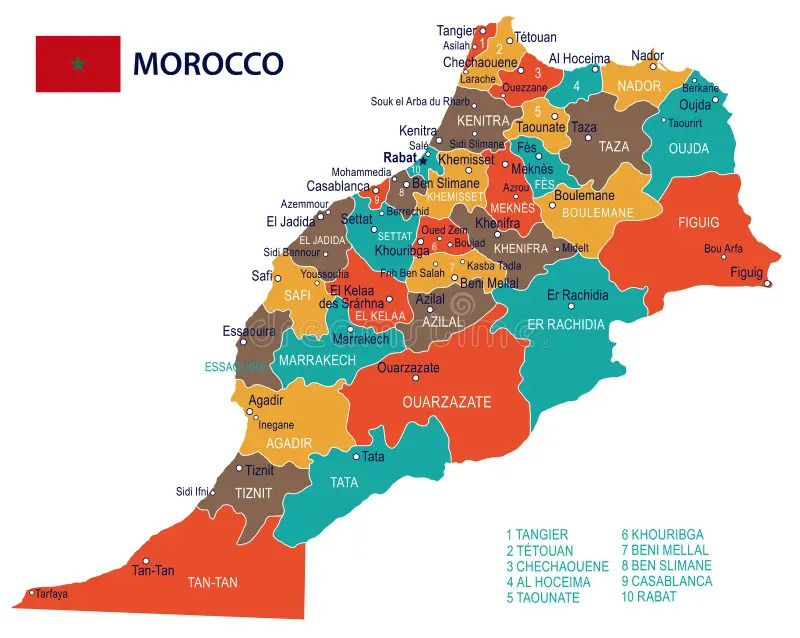 MOROCCO
Tangier
Asilah
1
2
Tétouan
Chechaouene
Larache
3
Ouezzane
Al Hoceima
4
Nador
NADOR
Berkane
Oujda
Taourirt
OUJDA
Souk el Arba du Rharb
KENITRA
5
Taounate
Taza
TAZA
Kenitra
Sidi Slimane
Salé
Rabat
10
Khemisset
KHEMISSET
Fès
FÈS
Meknès
Azrou
MEKNÈS
Boulemane
BOULEMANE
Mohammedia
Casablanca
9
8
Ben Slimane
FIGUIG
Bou Arfa
Figuig
Azemmour
El Jadida
EL JADIDA
Sidi Bennour
Berrechid
Settat
SETTAT
Khouribga
Oued Zem
6
Boujad
Khenifra
KHENIFRA
Midelt
Safi
SAFI
Youssoufia
Frih Ben Salah
7
Kasba Tadla
Beni Mellal
El Kelaa
des Srárhna
EL KELAA
Azilal
AZILAL
Er Rachidia
ER RACHIDIA
Essaouira
ESSAOUIRA
Marrakech
MARRAKECH
dreamstime
Ouarzazate
OUARZAZATE
Agadir
Inegane
AGADIR
Tata
TATA
Tiznit
TIZNIT
Sidi Ifni
Tan-Tan
TAN-TAN
Tarfaya
1 TANGIER
2 TÉTOUAN
3 CHECHAOUENE
4 AL HOCEIMA
5 TAOUNATE
6 KHOURIBGA
7 BENI MELLAL
8 BEN SLIMANE
9 CASABLANCA
10 RABAT